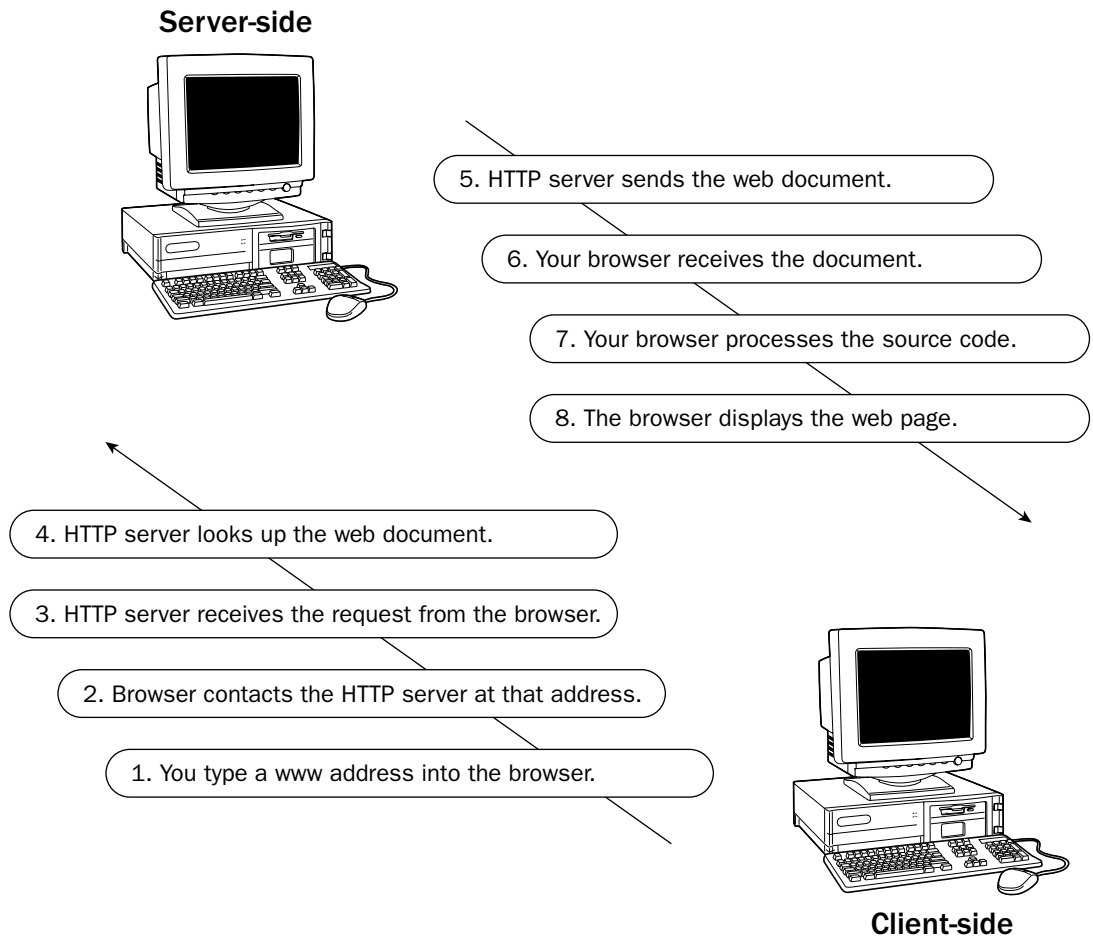 Server-side
5. HTTP server sends the web document.
6. Your browser receives the document.
7. Your browser processes the source code.
8. The browser displays the web page.
4. HTTP server looks up the web document.
3. HTTP server receives the request from the browser.
2. Browser contacts the HTTP server at that address.
1. You type a www address into the browser.
Client-side